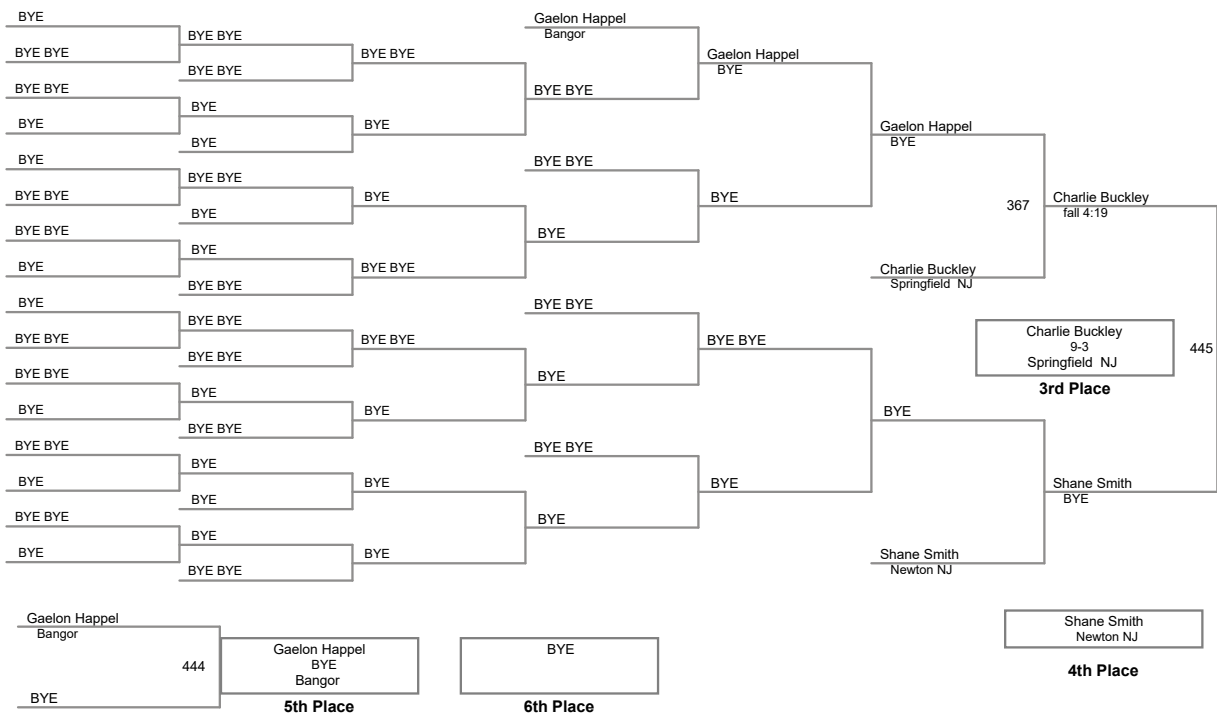 BYE
BYE BYE
BYE BYE
BYE
BYE
BYE BYE
BYE BYE
BYE
BYE
BYE BYE
BYE BYE
BYE
BYE BYE
BYE
BYE BYE
BYE
BYE BYE
BYE BYE
BYE
BYE
BYE BYE
BYE
BYE
BYE BYE
BYE BYE
BYE BYE
BYE
BYE BYE
BYE
BYE
BYE
BYE BYE
BYE BYE
BYE
BYE
BYE BYE
BYE BYE
BYE
BYE
BYE
Gaelon Happel
Bangor
BYE BYE
BYE BYE
BYE
BYE BYE
BYE
BYE BYE
BYE
Gaelon Happel
BYE
BYE
BYE BYE
BYE
Gaelon Happel
BYE
367
Charlie Buckley
Springfield NJ
BYE
Shane Smith
Newton NJ
Charlie Buckley
fall 4:19
Charlie Buckley
9-3
Springfield NJ
3rd Place
445
Shane Smith
BYE
Gaelon Happel
Bangor
444
BYE
Gaelon Happel
BYE
Bangor
5th Place
BYE
6th Place
Shane Smith
Newton NJ
4th Place